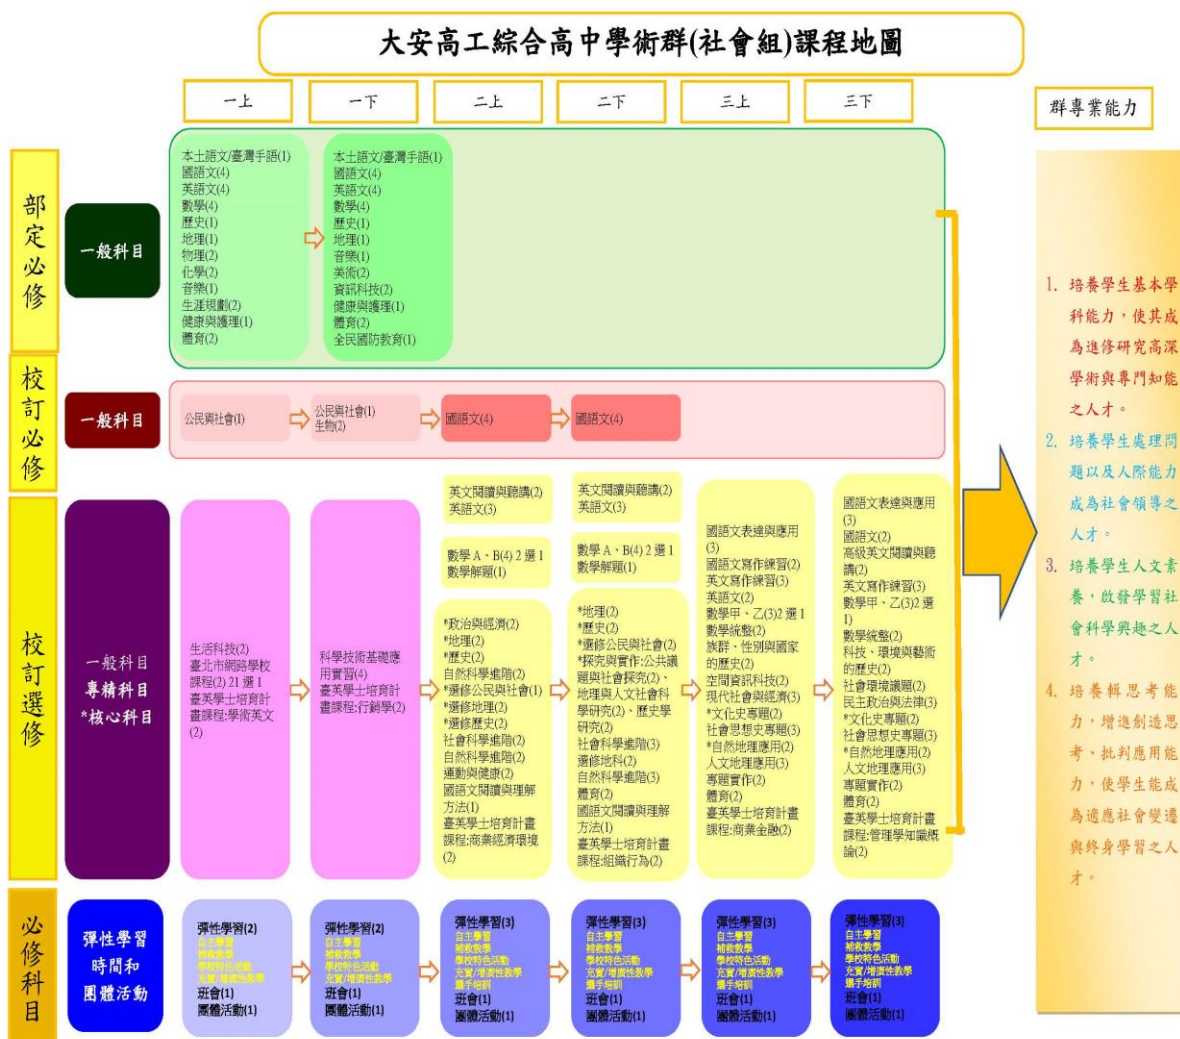 大安高工綜合高中學術群(社會組)課程地圖
一上
一下
二上
二下
三上
三下
群專業能力
部定必修
一般科目
本土語文/臺灣手語(1)
國語文(4)
英語文(4)
數學(4)
歷史(1)
地理(1)
物理(2)
化學(2)
音樂(1)
生涯規劃(2)
健康與護理(1)
體育(2)
本土語文/臺灣手語(1)
國語文(4)
英語文(4)
數學(4)
歷史(1)
地理(1)
音樂(1)
美術(2)
資訊科技(2)
健康與護理(1)
體育(2)
全民國防教育(1)
校訂必修
一般科目
公民與社會(1)
公民與社會(1)
生物(2)
國語文(4)
國語文(4)
校訂選修
一般科目
專精科目
*核心科目
生活科技(2)
臺北市網路學校
課程(2) 21 選 1
臺英學士培育計
畫課程:學術英文
(2)
科學技術基礎應
用實習(4)
臺英學士培育計
畫課程:行銷學(2)
英文閱讀與聽講(2)
英語文(3)
數學 A、B(4) 2 選 1
數學解題(1)
*政治與經濟(2)
*地理(2)
*歷史(2)
自然科學進階(2)
*選修公民與社會(1)
*選修地理(2)
*選修歷史(2)
社會科學進階(2)
自然科學進階(2)
運動與健康(2)
國語文閱讀與理解
方法(1)
臺英學士培育計畫
課程:商業經濟環境
(2)
英文閱讀與聽講(2)
英語文(3)
數學 A、B(4) 2 選 1
數學解題(1)
*地理(2)
*歷史(2)
*選修公民與社會(2)
*探究與實作:公共議
題與社會探究(2)、
地理與人文社會科
學研究(2)、歷史學
研究(2)
社會科學進階(3)
選修地科(2)
自然科學進階(3)
體育(2)
國語文閱讀與理解
方法(1)
臺英學士培育計畫
課程:組織行為(2)
國語文表達與應用
(3)
國語文寫作練習(2)
英文寫作練習(3)
英語文(2)
數學甲、乙(3)2 選 1
數學統整(2)
族群、性別與國家
的歷史(2)
空間資訊科技(2)
現代社會與經濟(3)
*文化史專題(2)
社會思想史專題(3)
*自然地理應用(2)
人文地理應用(3)
專題實作(2)
體育(2)
臺英學士培育計畫
課程:商業金融(2)
國語文表達與應用
(3)
國語文(2)
高級英文閱讀與聽
講(2)
英文寫作練習(3)
數學甲、乙(3)2 選
1)
數學統整(2)
科技、環境與藝術
的歷史(2)
社會環境議題(2)
民主政治與法律(3)
*文化史專題(2)
社會思想史專題(3)
*自然地理應用(2)
人文地理應用(3)
專題實作(2)
體育(2)
臺英學士培育計畫
課程:管理學知識概
論(2)
必修科目
彈性學習
時間和
團體活動
彈性學習(2)
自主學習
補救教學
學校特色活動
充實/增廣性教學
班會(1)
團體活動(1)
彈性學習(2)
自主學習
補救教學
學校特色活動
充實/增廣性教學
班會(1)
團體活動(1)
彈性學習(3)
自主學習
補救教學
學校特色活動
充實/增廣性教學
選手培訓
班會(1)
團體活動(1)
彈性學習(3)
自主學習
補救教學
學校特色活動
充實/增廣性教學
選手培訓
班會(1)
團體活動(1)
彈性學習(3)
自主學習
補救教學
學校特色活動
充實/增廣性教學
選手培訓
班會(1)
團體活動(1)
彈性學習(3)
自主學習
補救教學
學校特色活動
充實/增廣性教學
選手培訓
班會(1)
團體活動(1)
1. 培養學生基本學
科能力，使其成
為進修研究高深
學術與專門知能
之人才。
2. 培養學生處理問
題以及人際能力
成為社會領導之
人才。
3. 培養學生人文素
養，啟發學習社
會科學興趣之人
才。
4. 培養輯思考能
力，增進創造思
考、批判應用能
力，使學生能成
為適應社會變遷
與終身學習之人
才。